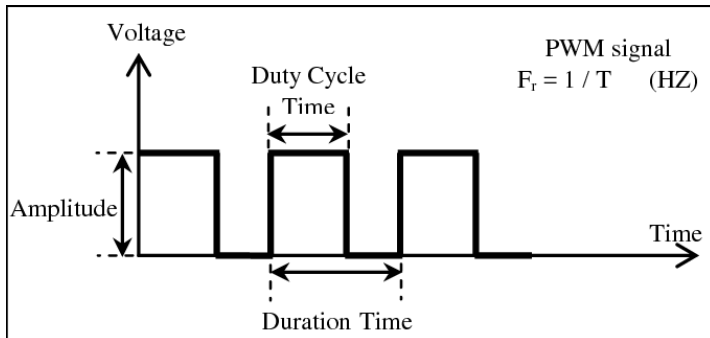 Voltage
PWM signal
Fr = 1 / T (HZ)
Duty Cycle
Time
Amplitude
Time
Duration Time